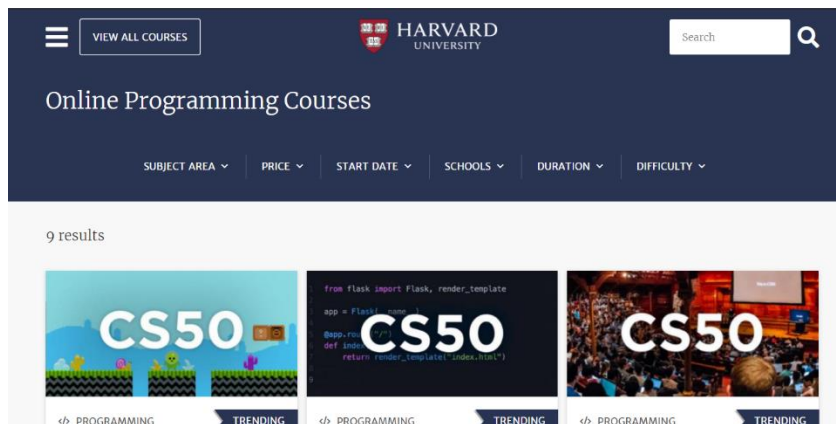 VIEW ALL COURSES
HARVARD
UNIVERSITY
Search
Online Programming Courses
SUBJECT AREA
PRICE
START DATE
SCHOOLS
DURATION
DIFFICULTY
9 results
CS50
1 from flask import Flask, render_template
app = Flask(__name__)
@app.route("/")
def index
return render_template("index.html")
CS50
CS50
</> PROGRAMMING
TRENDING
</> PROGRAMMING
TRENDING
</> PROGRAMMING
TRENDING